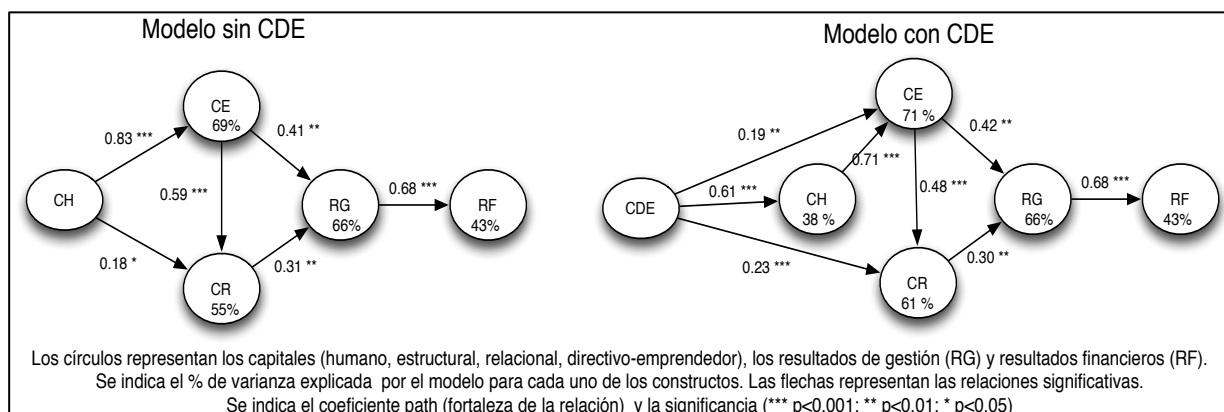 Modelo sin CDE
CE
69%
0.83 ***
0.41 **
CH
0.59 ***
RG
66%
0.68 ***
RF
43%
0.18 *
CR
55%
0.31 **
Modelo con CDE
CE
71 %
0.19 **
0.42 **
0.71 ***
CDE
0.61 ***
CH
38 %
0.48 ***
RG
66%
0.68 ***
RF
43%
0.23 ***
CR
61 %
0.30 **
Los círculos representan los capitales (humano, estructural, relacional, directivo-emprendedor), los resultados de gestión (RG) y resultados financieros (RF).
Se indica el % de varianza explicada por el modelo para cada uno de los constructos. Las flechas representan las relaciones significativas.
Se indica el coeficiente path (fortaleza de la relación) y la significancia (*** p<0.001; ** p<0.01; * p<0.05)